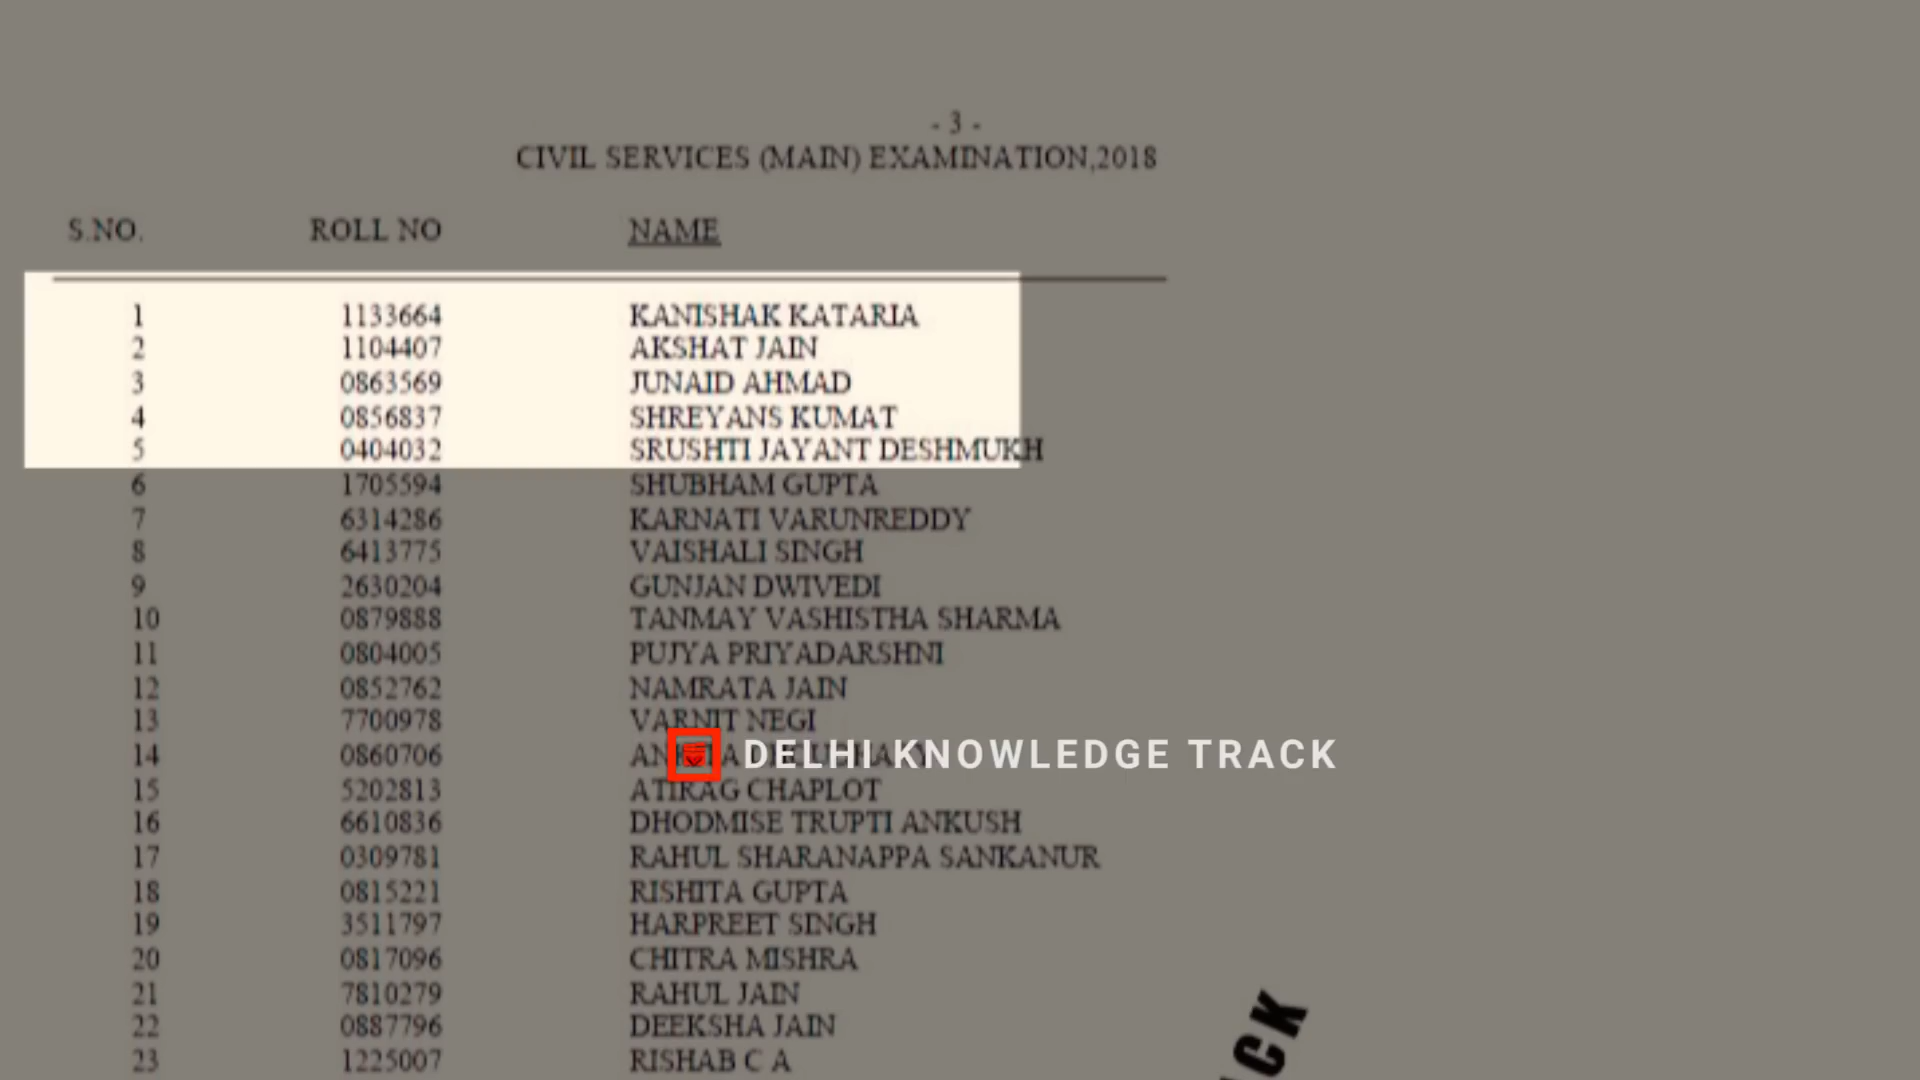 - 3 -
CIVIL SERVICES (MAIN) EXAMINATION,2018
S.NO. ROLL NO NAME
1 1133664 KANISHAK KATARIA
2 1104407 AKSHAT JAIN
3 0863569 JUNAID AHMAD
4 0856837 SHREYANS KUMAT
5 0404032 SRUSHTI JAYANT DESHMUKH
6 1705594 SHUBHAM GUPTA
7 6314286 KARNATI VARUNREDDY
8 6413775 VAISHALI SINGH
9 2630204 GUNJAN DWIVEDI
10 0879888 TANMAY VASHISTHA SHARMA
11 0804005 PUJYA PRIYADARSHNI
12 0852762 NAMRATA JAIN
13 7700978 VARNIT NEGI
14 0860706
DELHI KNOWLEDGE TRACK
15 5202813 ATIRAG CHAPLOT
16 6610836 DHODMISE TRUPTI ANKUSH
17 0309781 RAHUL SHARANAPPA SANKANUR
18 0815221 RISHITA GUPTA
19 3511797 HARPREET SINGH
20 0817096 CHITRA MISHRA
21 7810279 RAHUL JAIN
22 0887796 DEEKSHA JAIN
23 1225007 RISHAB C A